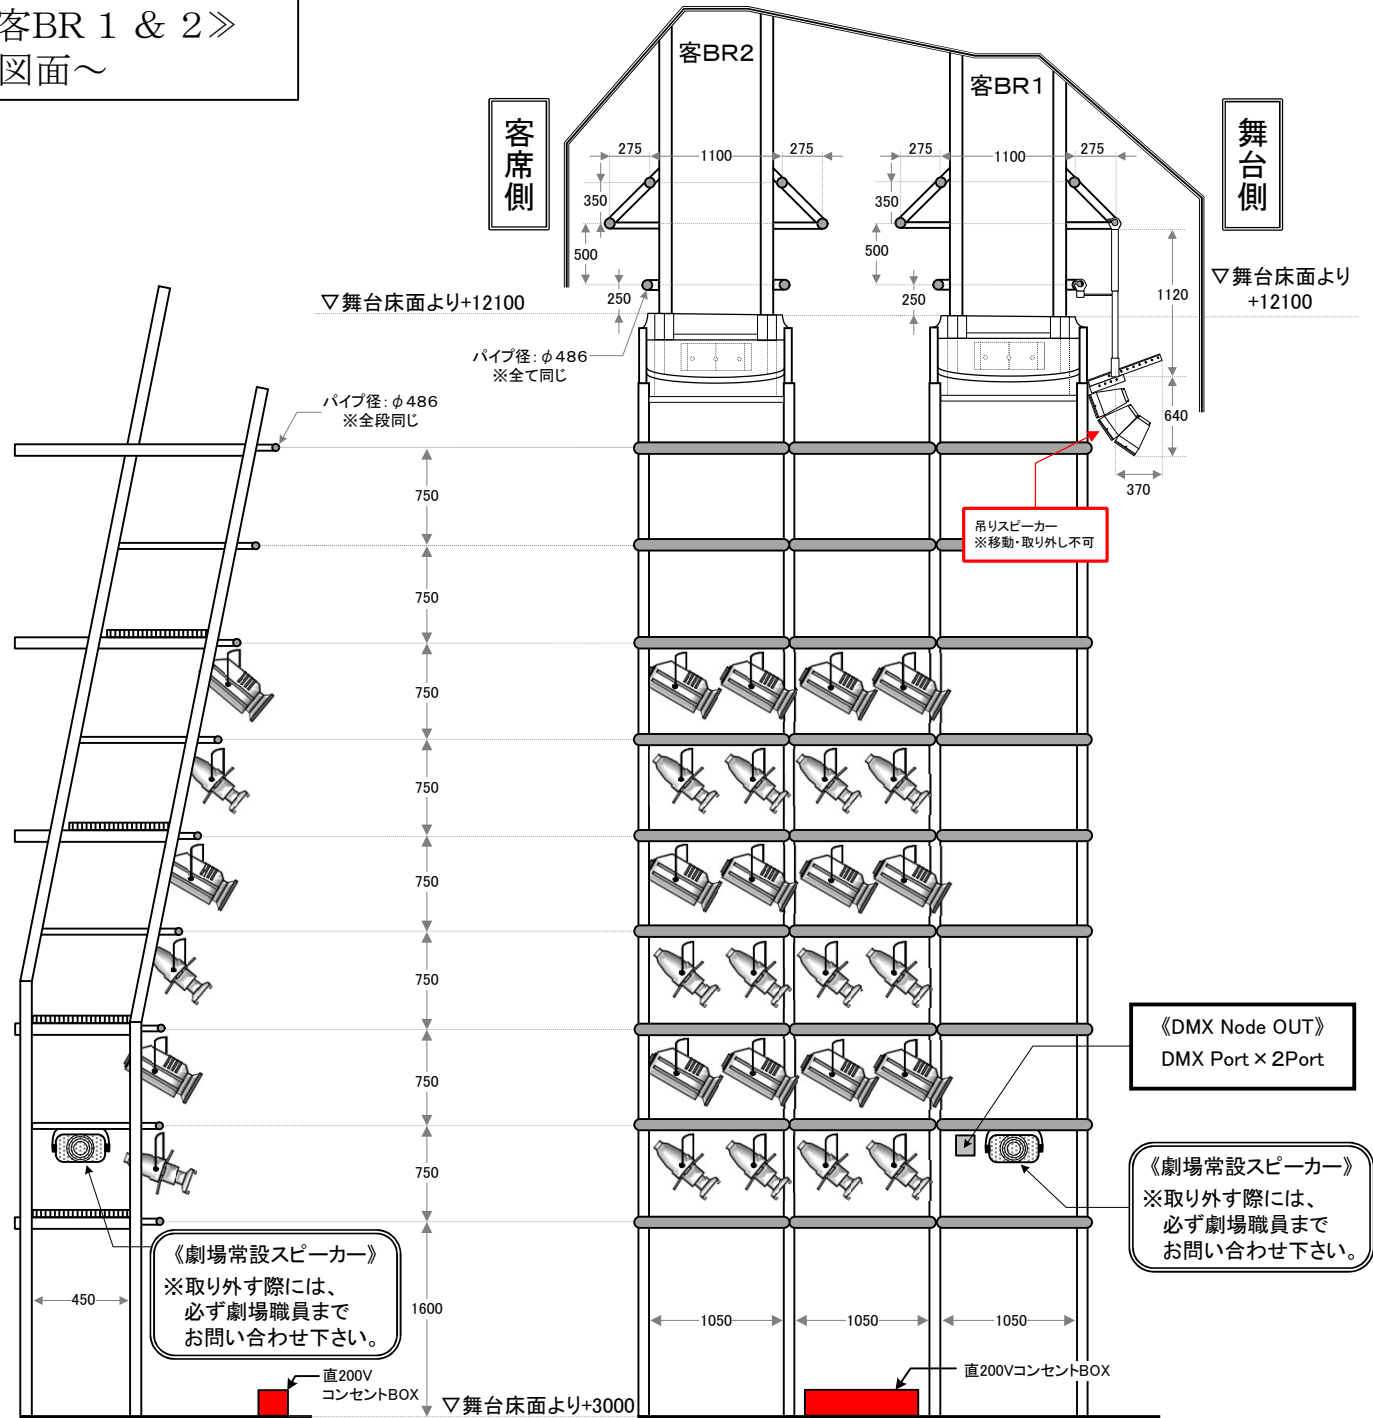 客BR 1 & 2≫
図面～
客BR2
客BR1
客席側
舞台側
275
1100
275
275
1100
275
350
350
500
500
250
250
1120
640
370
▽舞台床面より+12100
▽舞台床面より
+12100
パイプ径：φ486
※全て同じ
パイプ径：φ486
※全段同じ
吊りスピーカー
※移動・取り外し不可
750
750
750
750
750
750
750
750
1600
《DMX Node OUT》
DMX Port × 2Port
《劇場常設スピーカー》
※取り外す際には、
必ず劇場職員まで
お問い合わせ下さい。
《劇場常設スピーカー》
※取り外す際には、
必ず劇場職員まで
お問い合わせ下さい。
450
1050
1050
1050
直200V
コンセントBOX
直200VコンセントBOX
▽舞台床面より+3000